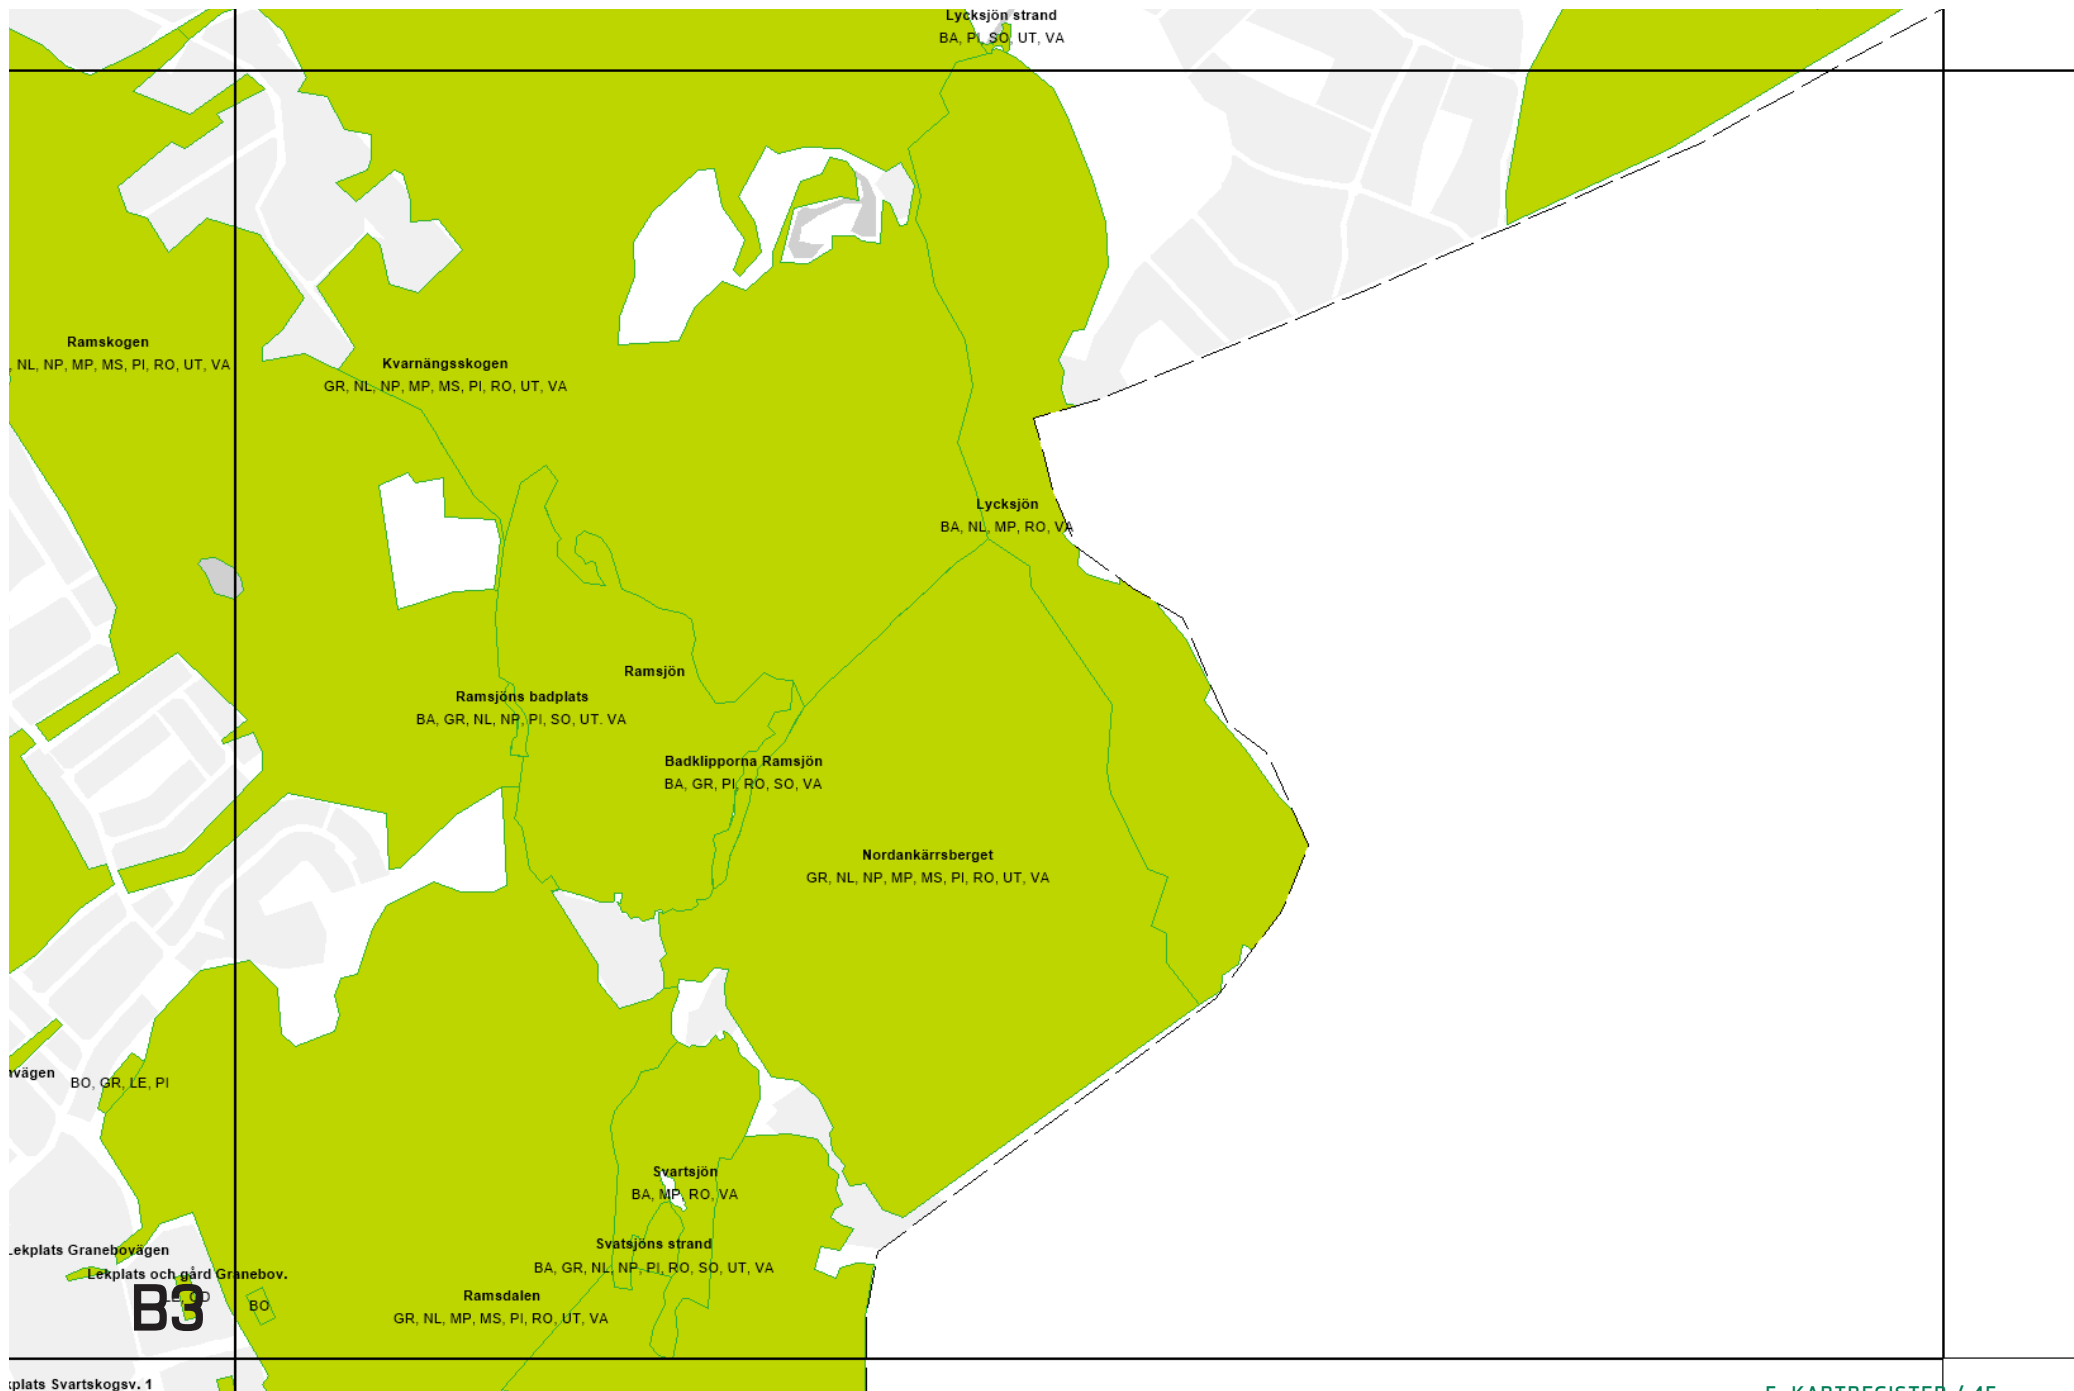 Lycksjön strand
BA, PI, SO, UT, VA
Ramskogen
, NL, NP, MP, MS, PI, RO, UT, VA
Kvarnängsskogen
GR, NL, NP, MP, MS, PI, RO, UT, VA
Lycksjön
BA, NL, MP, RO, VA
Ramsjön
Ramsjöns badplats
BA, GR, NL, NP, PI, SO, UT. VA
Badklipporna Ramsjön
BA, GR, PI, RO, SO, VA
Nordankärrsberget
GR, NL, NP, MP, MS, PI, RO, UT, VA
vägen
BO, GR, LE, PI
Svartsjön
BA, MP, RO, VA
Svatsjöns strand
BA, GR, NL, NP, PI, RO, SO, UT, VA
Lekplats Granebovägen
Lekplats och gård Granebov.
B3
BO
Ramsdalen
GR, NL, MP, MS, PI, RO, UT, VA
kplats Svartskogsv. 1
5. KARTREGISTER / 45